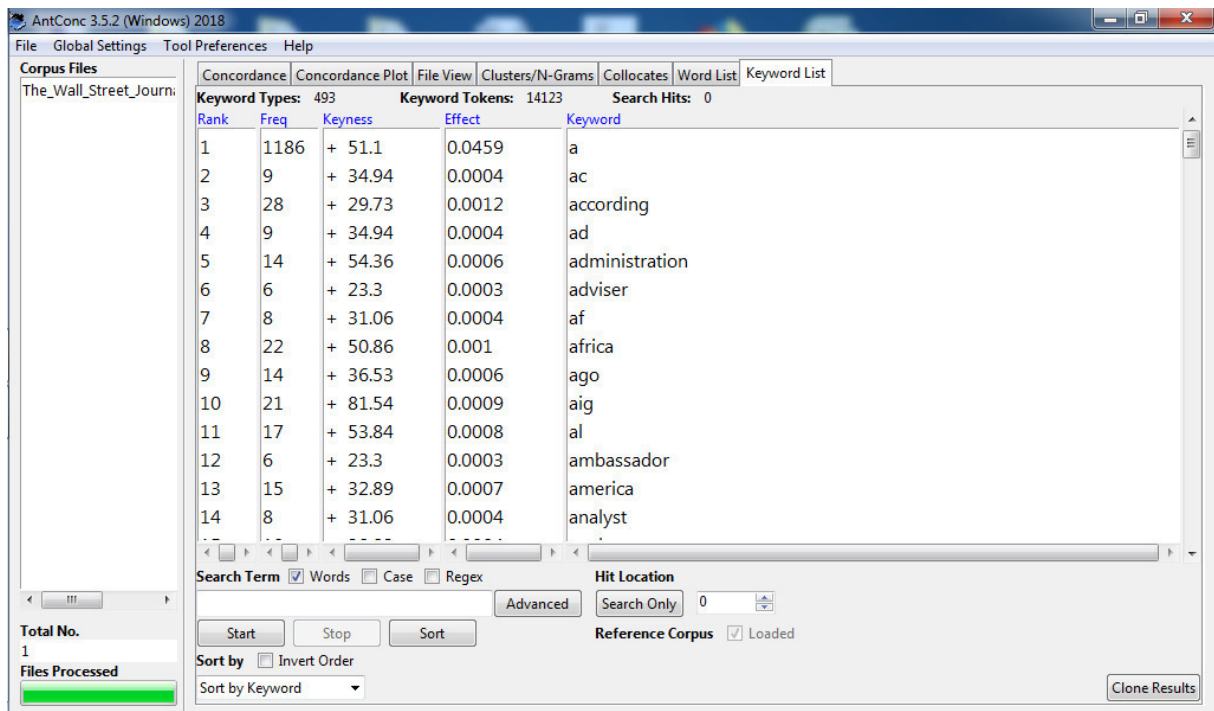 AntConc 3.5.2 (Windows) 2018
File Global Settings Tool Preferences Help
Corpus Files
The_Wall_Street_Journ
Concordance Concordance Plot File View Clusters/N-Grams Collocates Word List Keyword List
Keyword Types: 493 Keyword Tokens: 14123 Search Hits: 0
Rank Freq Keyness Effect Keyword
1 1186 + 51.1 0.0459 a
2 9 + 34.94 0.0004 ac
3 28 + 29.73 0.0012 according
4 9 + 34.94 0.0004 ad
5 14 + 54.36 0.0006 administration
6 6 + 23.3 0.0003 adviser
7 8 + 31.06 0.0004 af
8 22 + 50.86 0.001 africa
9 14 + 36.53 0.0006 ago
10 21 + 81.54 0.0009 aig
11 17 + 53.84 0.0008 al
12 6 + 23.3 0.0003 ambassador
13 15 + 32.89 0.0007 america
14 8 + 31.06 0.0004 analyst
Search Term Words Case Regex Hit Location
Advanced Search Only 0
Start Stop Sort Reference Corpus Loaded
Total No.
1
Files Processed
Sort by Invert Order
Sort by Keyword Clone Results